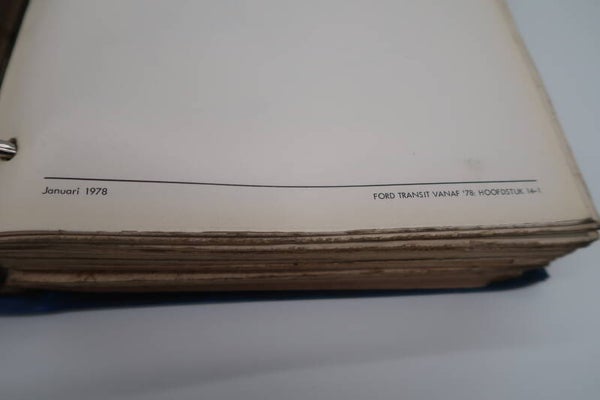 Januari 1978
FORD TRANSIT VANAF '78: HOOFDSTUK 14-1